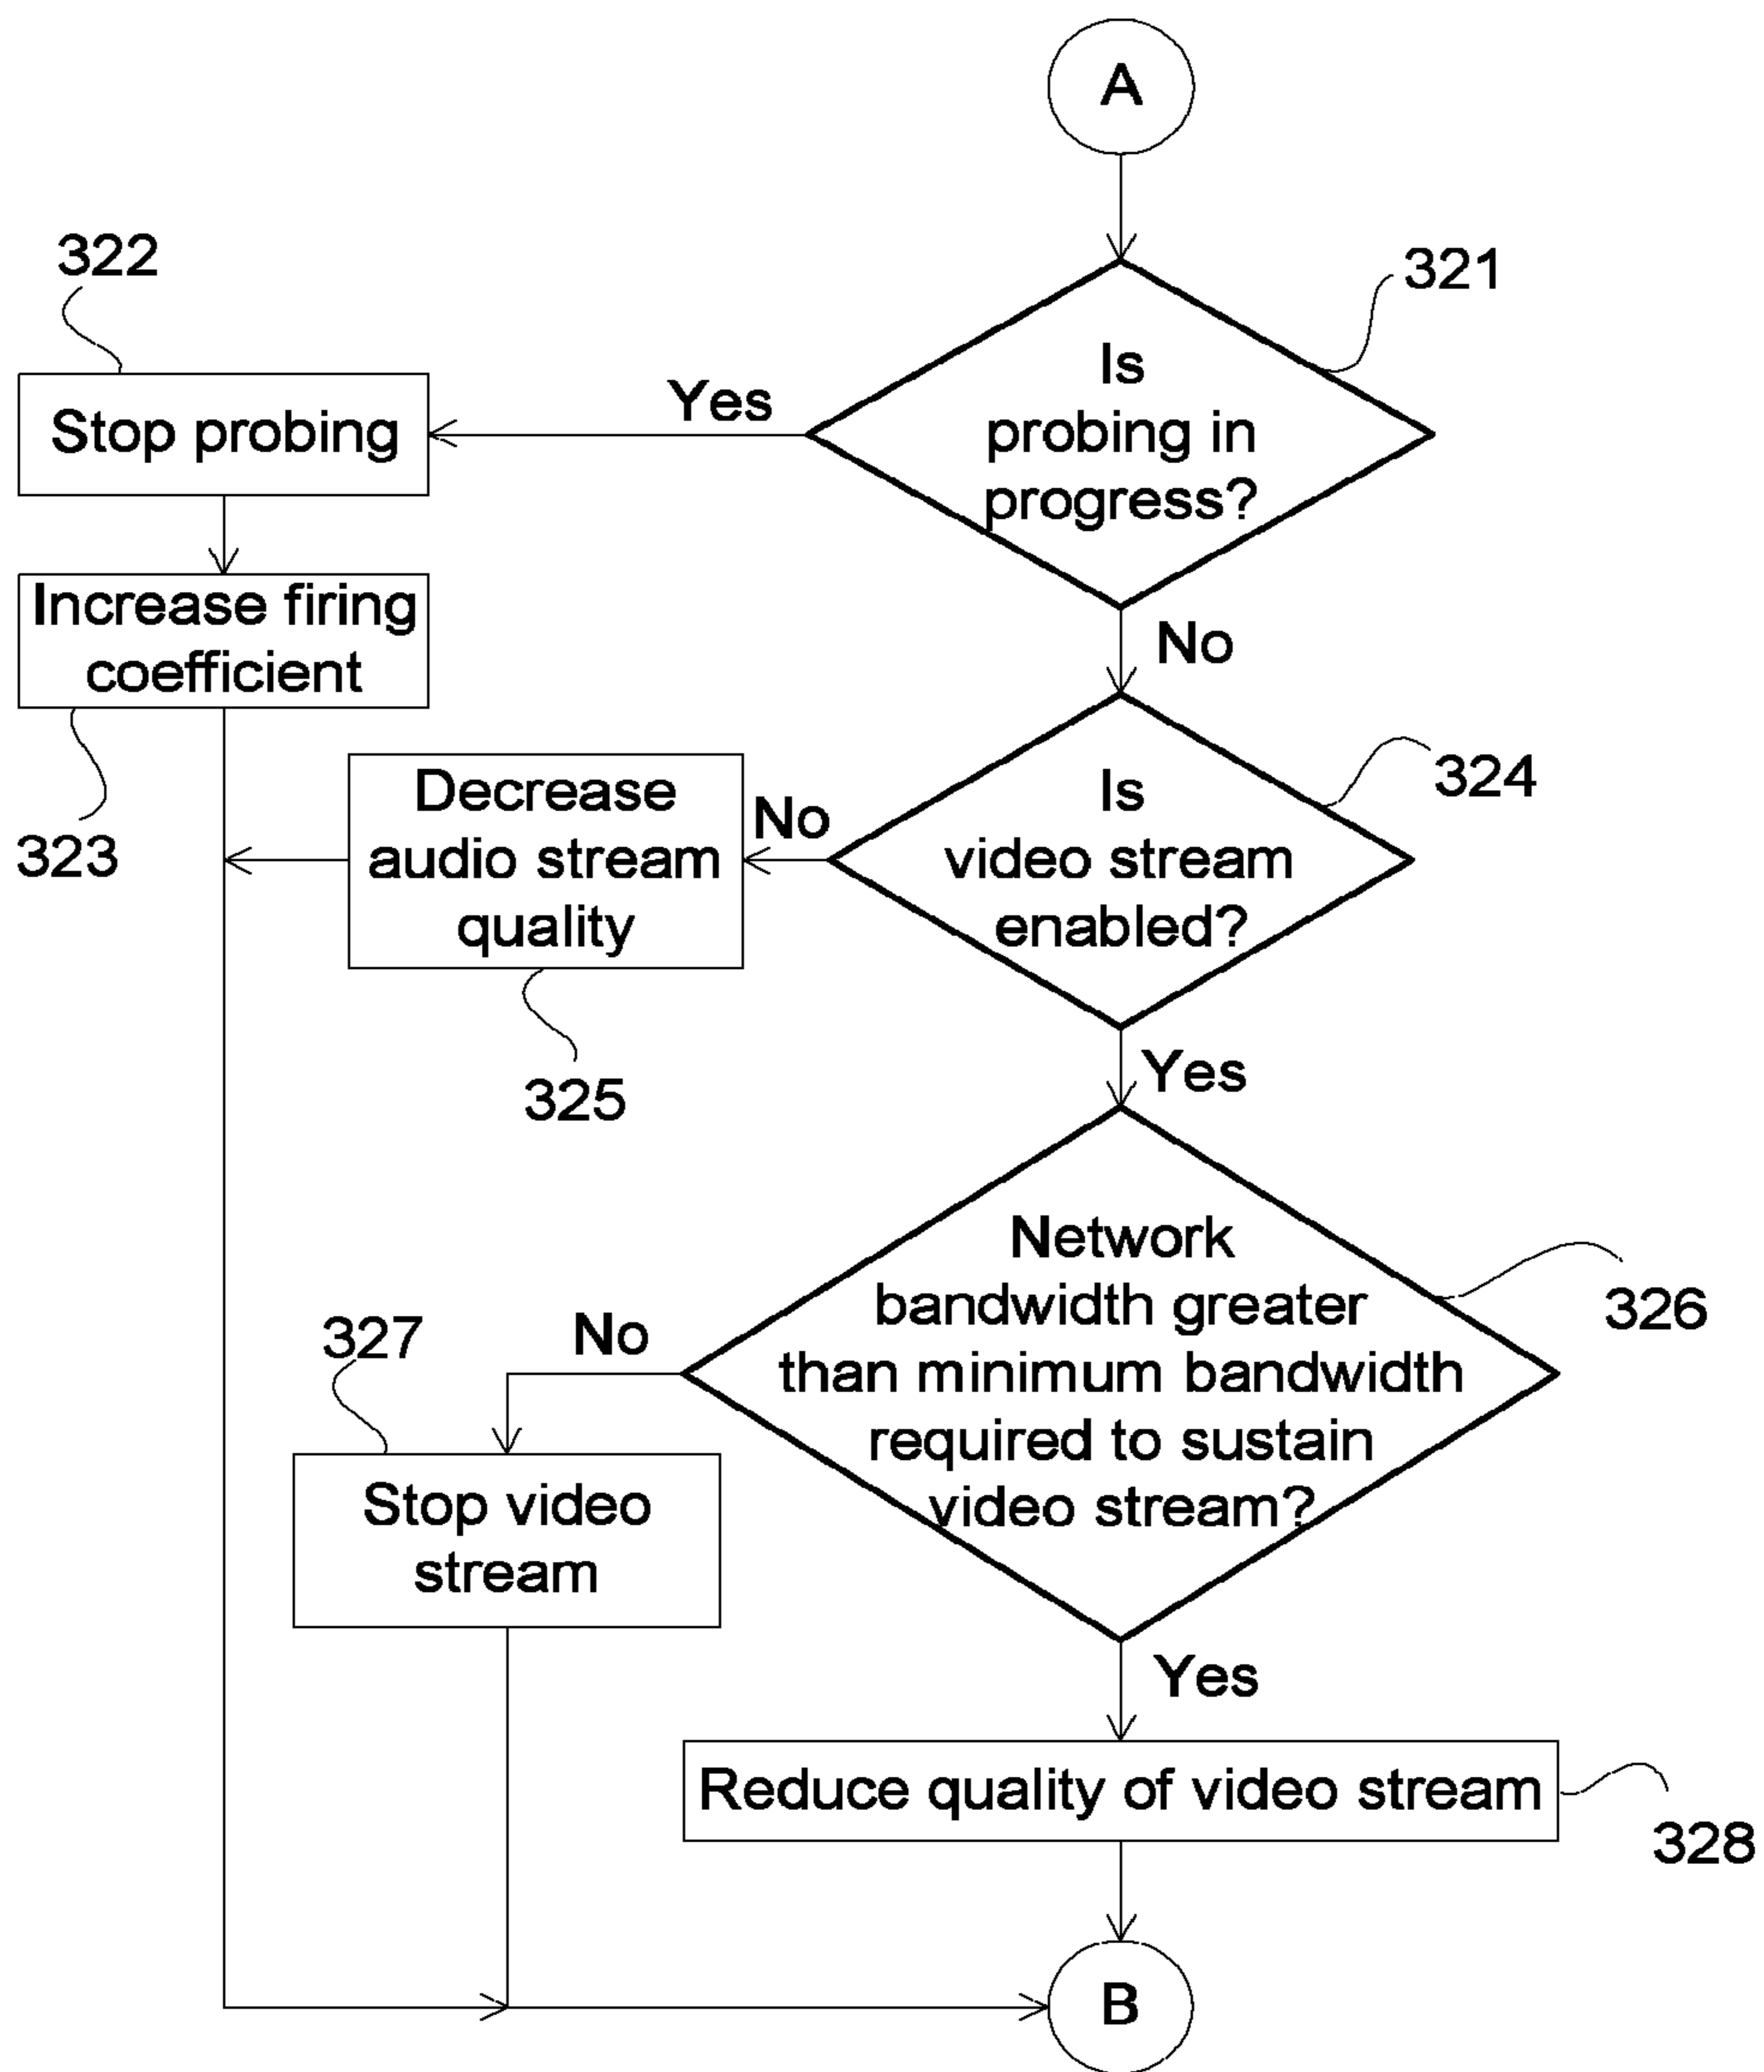 A
322
321
Is
probing in
progress?
Yes
Stop probing
Increase firing
coefficient
No
323
324
Is
video stream
enabled?
No
Decrease
audio stream
quality
325
Yes
Network
bandwidth greater
than minimum bandwidth
required to sustain
video stream?
326
No
327
Stop video
stream
Yes
Reduce quality of video stream
328
B